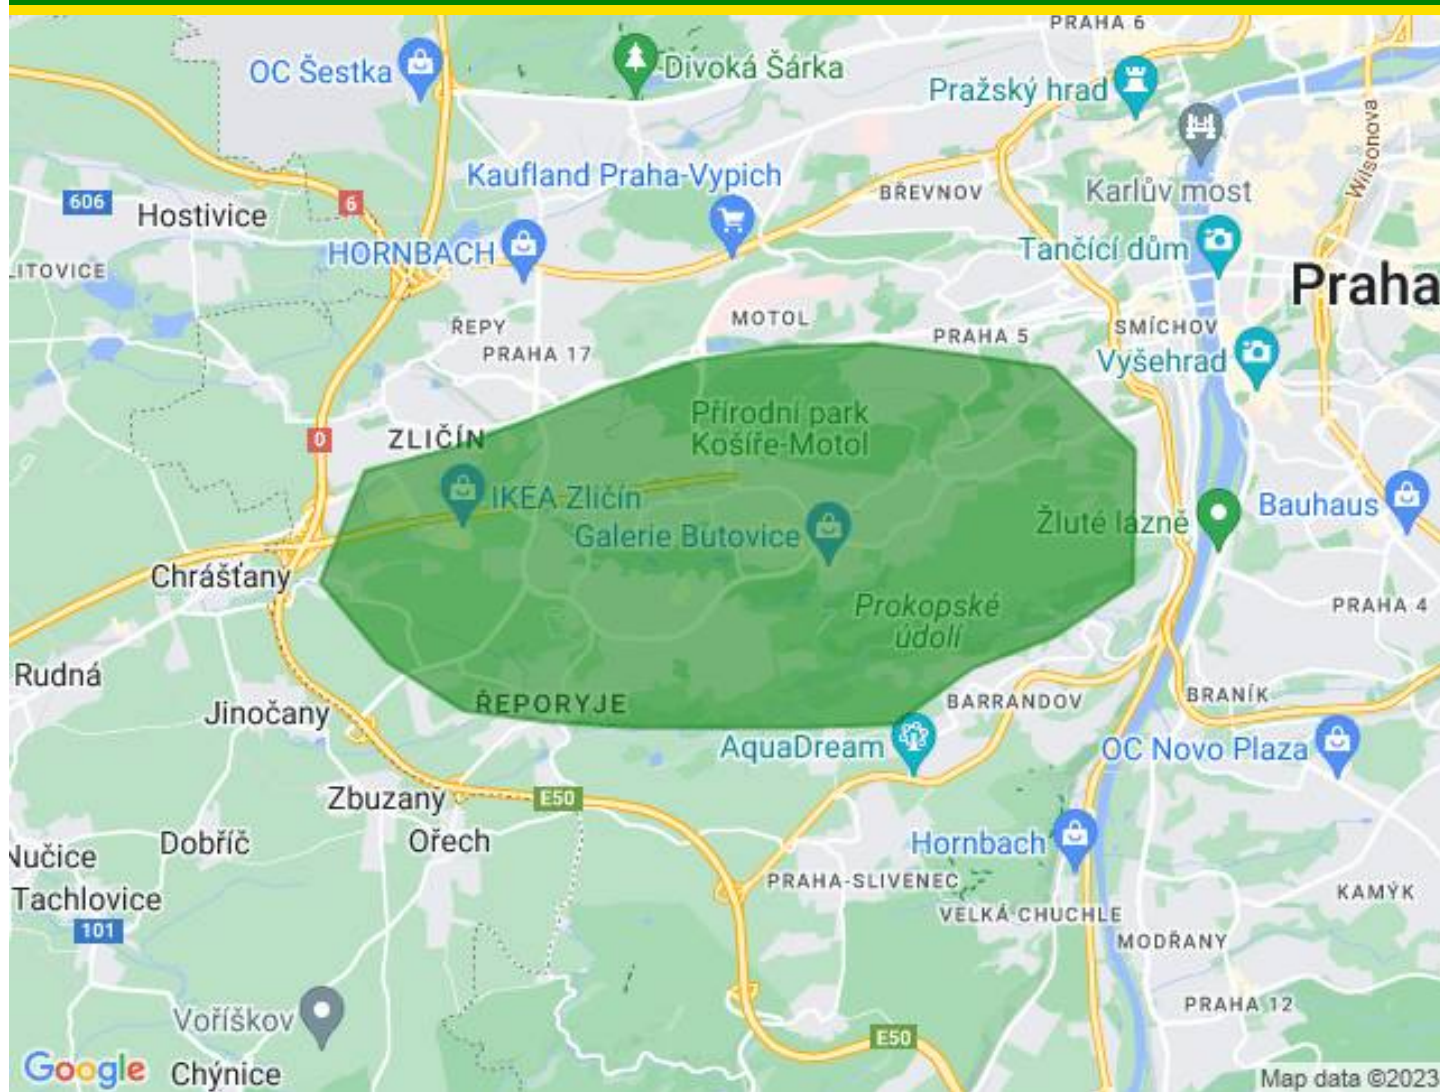 PRAHA 6
OC Šestka
Divoká Šárka
Pražský hrad
Wilsonova
Kaufland Praha-Vypich
BŘEVNOV
Karlův most
606
6
Hostivice
HORNBACH
Tančící dům
LITOVICE
Praha
MOTOL
ŘEPY
PRAHA 17
PRAHA 5
SMÍCHOV
Vyšehrad
Přírodní park
Košíře-Motol
0
ZLIČÍN
IKEA Zličín
Galerie Butovice
Žluté lázně
Bauhaus
Chrášťany
Prokopské
údolí
PRAHA 4
Rudná
Jinočany
ŘEPORYJE
BARRANDOV
BRANÍK
AquaDream
OC Novo Plaza
Zbuzany
E50
Dobříč
Ořech
Hornbach
Nučice
Tachlovice
PRAHA-SLIVENEC
KAMÝK
VELKÁ CHUCHLE
101
MODŘANY
Voříškov
PRAHA 12
E50
Google
Chýnice
Map data ©2023